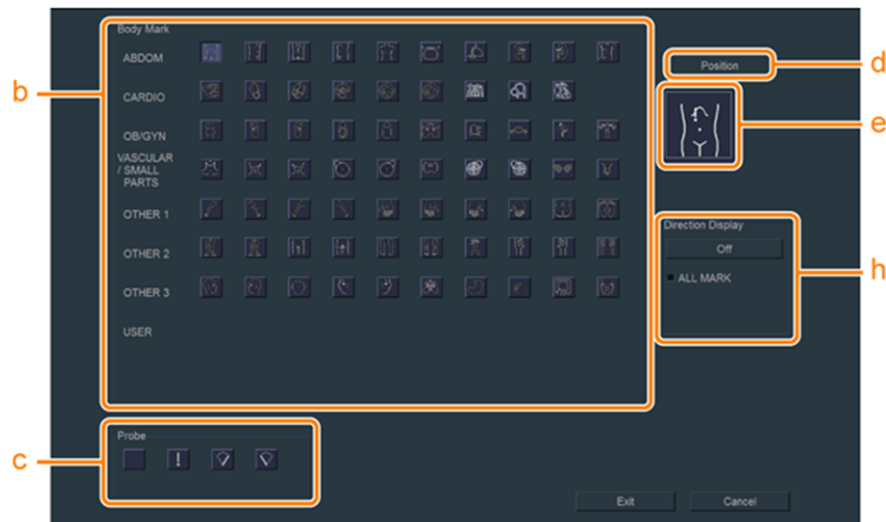 Body Mark
ABDOM
CARDIO
OB/GYN
VASCULAR
/ SMALL
PARTS
OTHER 1
OTHER 2
OTHER 3
USER
b
Position
d
e
Direction Display
Off
ALL MARK
h
Probe
c
Exit
Cancel